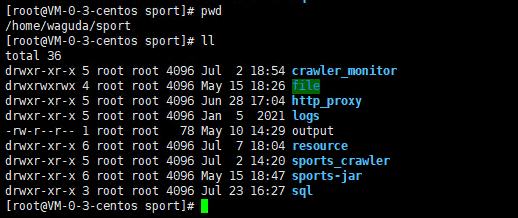 [root@VM-0-3-centos sport]# pwd
/home/waguda/sport
[root@VM-0-3-centos sport]# ll
total 36
drwxr-xr-x 5 root root 4096 Jul  2 18:54 crawler_monitor
drwxrwxrwx 4 root root 4096 May 15 18:26 file
drwxr-xr-x 6 root root 4096 Jun 28 17:04 http_proxy
drwxr-xr-x 5 root root 4096 Jan  5  2021 logs
-rw-r--r-- 1 root root   78 May 10 14:29 output
drwxr-xr-x 6 root root 4096 Jul  7 18:04 resource
drwxr-xr-x 5 root root 4096 Jul  2 14:20 sports_crawler
drwxr-xr-x 6 root root 4096 May 15 18:47 sports-jar
drwxr-xr-x 3 root root 4096 Jul 23 16:27 sql
[root@VM-0-3-centos sport]#